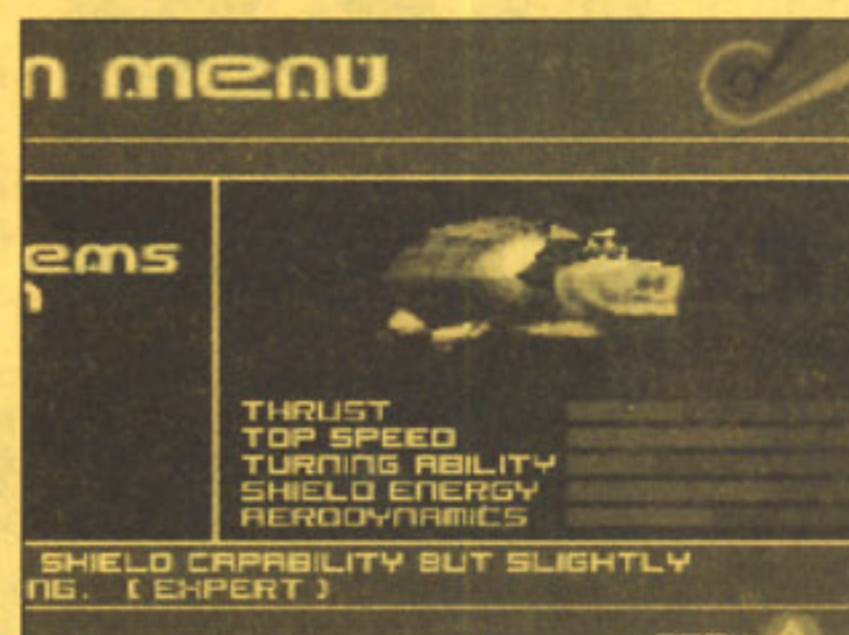 n menu
ems
THRUST
TOP SPEED
TURNING ABILITY
SHIELD ENERGY
AERODYNAMICS
SHIELD CAPABILITY BUT SLIGHTLY
NG. (EXPERT)